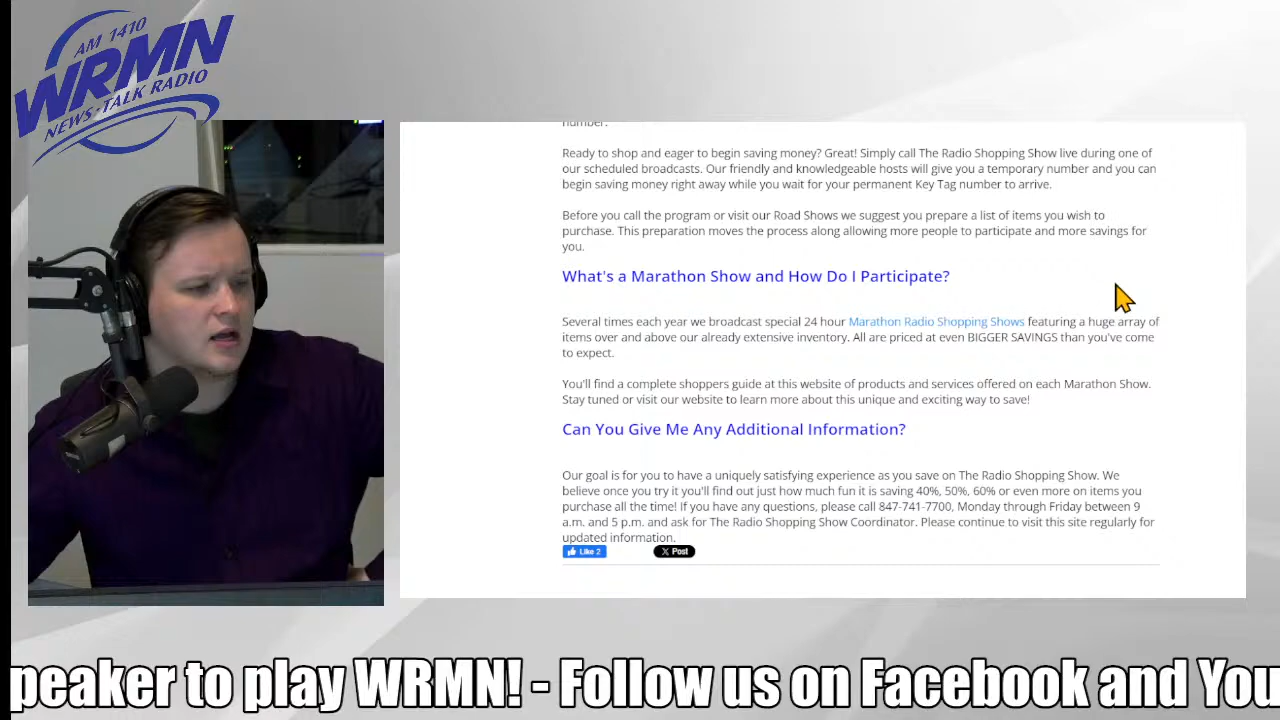 AM 1410
WRMN
NEWS·TALK RADIO
number.
Ready to shop and eager to begin saving money? Great! Simply call The Radio Shopping Show live during one of
our scheduled broadcasts. Our friendly and knowledgeable hosts will give you a temporary number and you can
begin saving money right away while you wait for your permanent Key Tag number to arrive.
Before you call the program or visit our Road Shows we suggest you prepare a list of items you wish to
purchase. This preparation moves the process along allowing more people to participate and more savings for
you.
What's a Marathon Show and How Do I Participate?
Several times each year we broadcast special 24 hour Marathon Radio Shopping Shows featuring a huge array of
items over and above our already extensive inventory. All are priced at even BIGGER SAVINGS than you've come
to expect.
You'll find a complete shoppers guide at this website of products and services offered on each Marathon Show.
Stay tuned or visit our website to learn more about this unique and exciting way to save!
Can You Give Me Any Additional Information?
Our goal is for you to have a uniquely satisfying experience as you save on The Radio Shopping Show. We
believe once you try it you'll find out just how much fun it is saving 40%, 50%, 60% or even more on items you
purchase all the time! If you have any questions, please call 847-741-7700, Monday through Friday between 9
a.m. and 5 p.m. and ask for The Radio Shopping Show Coordinator. Please continue to visit this site regularly for
updated information.
Like 2 X Post
peaker to play WRMN! - Follow us on Facebook and You